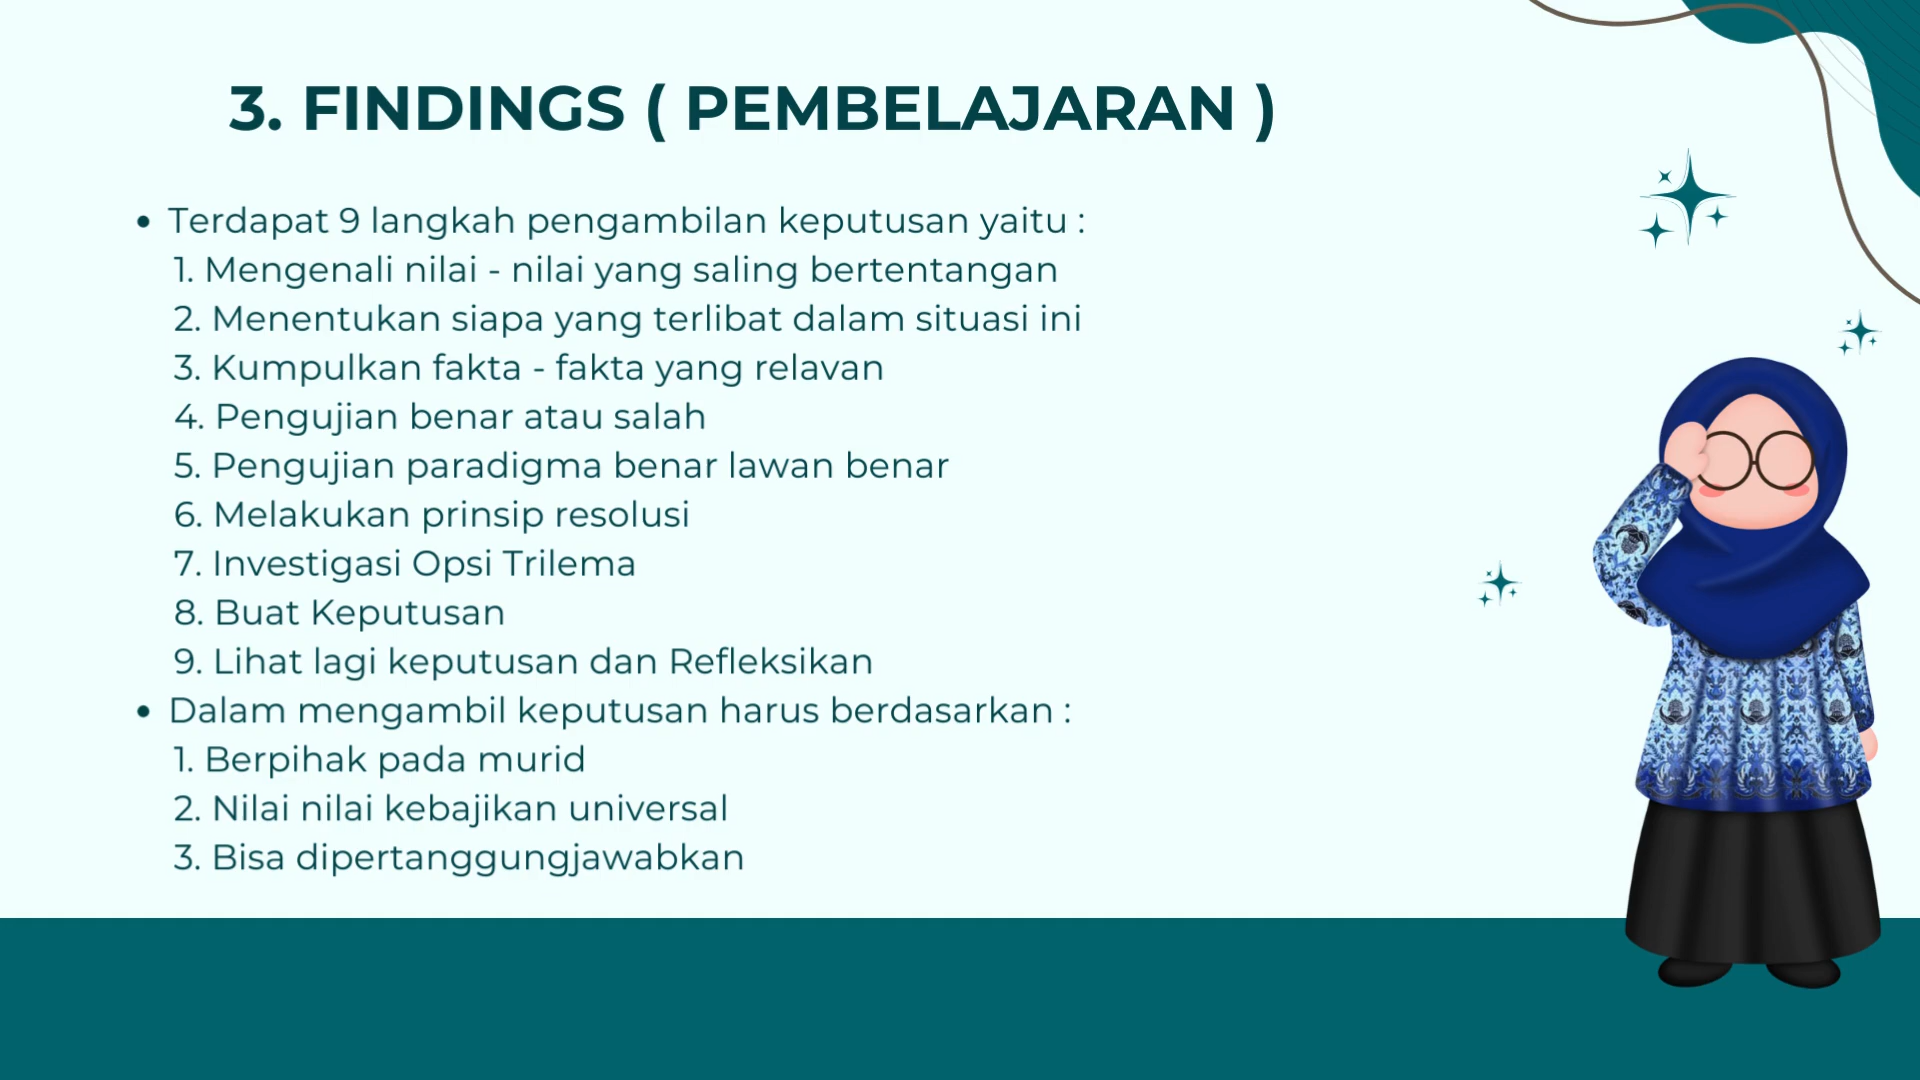 3. FINDINGS ( PEMBELAJARAN )
• Terdapat 9 langkah pengambilan keputusan yaitu :
1. Mengenali nilai - nilai yang saling bertentangan
2. Menentukan siapa yang terlibat dalam situasi ini
3. Kumpulkan fakta - fakta yang relavan
4. Pengujian benar atau salah
5. Pengujian paradigma benar lawan benar
6. Melakukan prinsip resolusi
7. Investigasi Opsi Trilema
8. Buat Keputusan
9. Lihat lagi keputusan dan Refleksikan
• Dalam mengambil keputusan harus berdasarkan :
1. Berpihak pada murid
2. Nilai nilai kebajikan universal
3. Bisa dipertanggungjawabkan